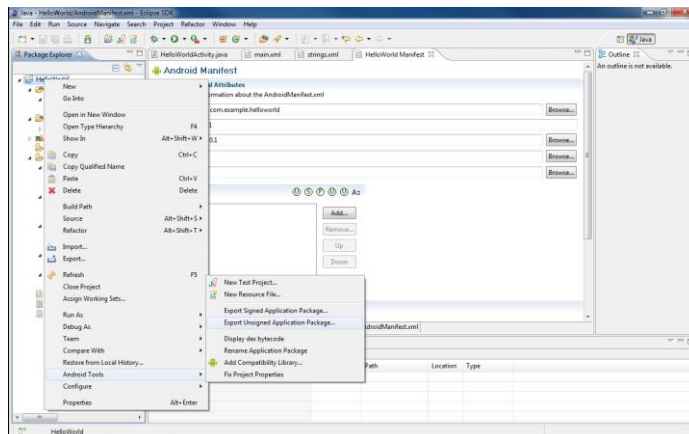 Java - HelloWorld/AndroidManifest.xml - Eclipse SDK
File Edit Run Source Navigate Search Project Refactor Window Help
Java
Package Explorer
HelloWorldActivity.java
main.xml
strings.xml
HelloWorld Manifest
Outline
An outline is not available.
Android Manifest
HelloWorld
Attributes
ormation about the AndroidManifest.xml
com.example.helloworld
Browse...
1
0.1
Browse...
Browse...
Browse...
U S P U U Az
Add...
Remove...
Up
Down
New
Go Into
Open in New Window
Open Type Hierarchy F4
Show In Alt+Shift+W
Copy Ctrl+C
Copy Qualified Name
Paste Ctrl+V
Delete Delete
Build Path
Source Alt+Shift+S
Refactor Alt+Shift+T
Import...
Export...
Refresh F5
Close Project
Assign Working Sets...
Run As
Debug As
Team
Compare With
Restore from Local History...
Android Tools
Configure
Properties Alt+Enter
New Test Project...
New Resource File...
Export Signed Application Package...
Export Unsigned Application Package...
Display dex bytecode
Rename Application Package
Add Compatibility Library...
Fix Project Properties
droidManifest.xml
Path Location Type
HelloWorld